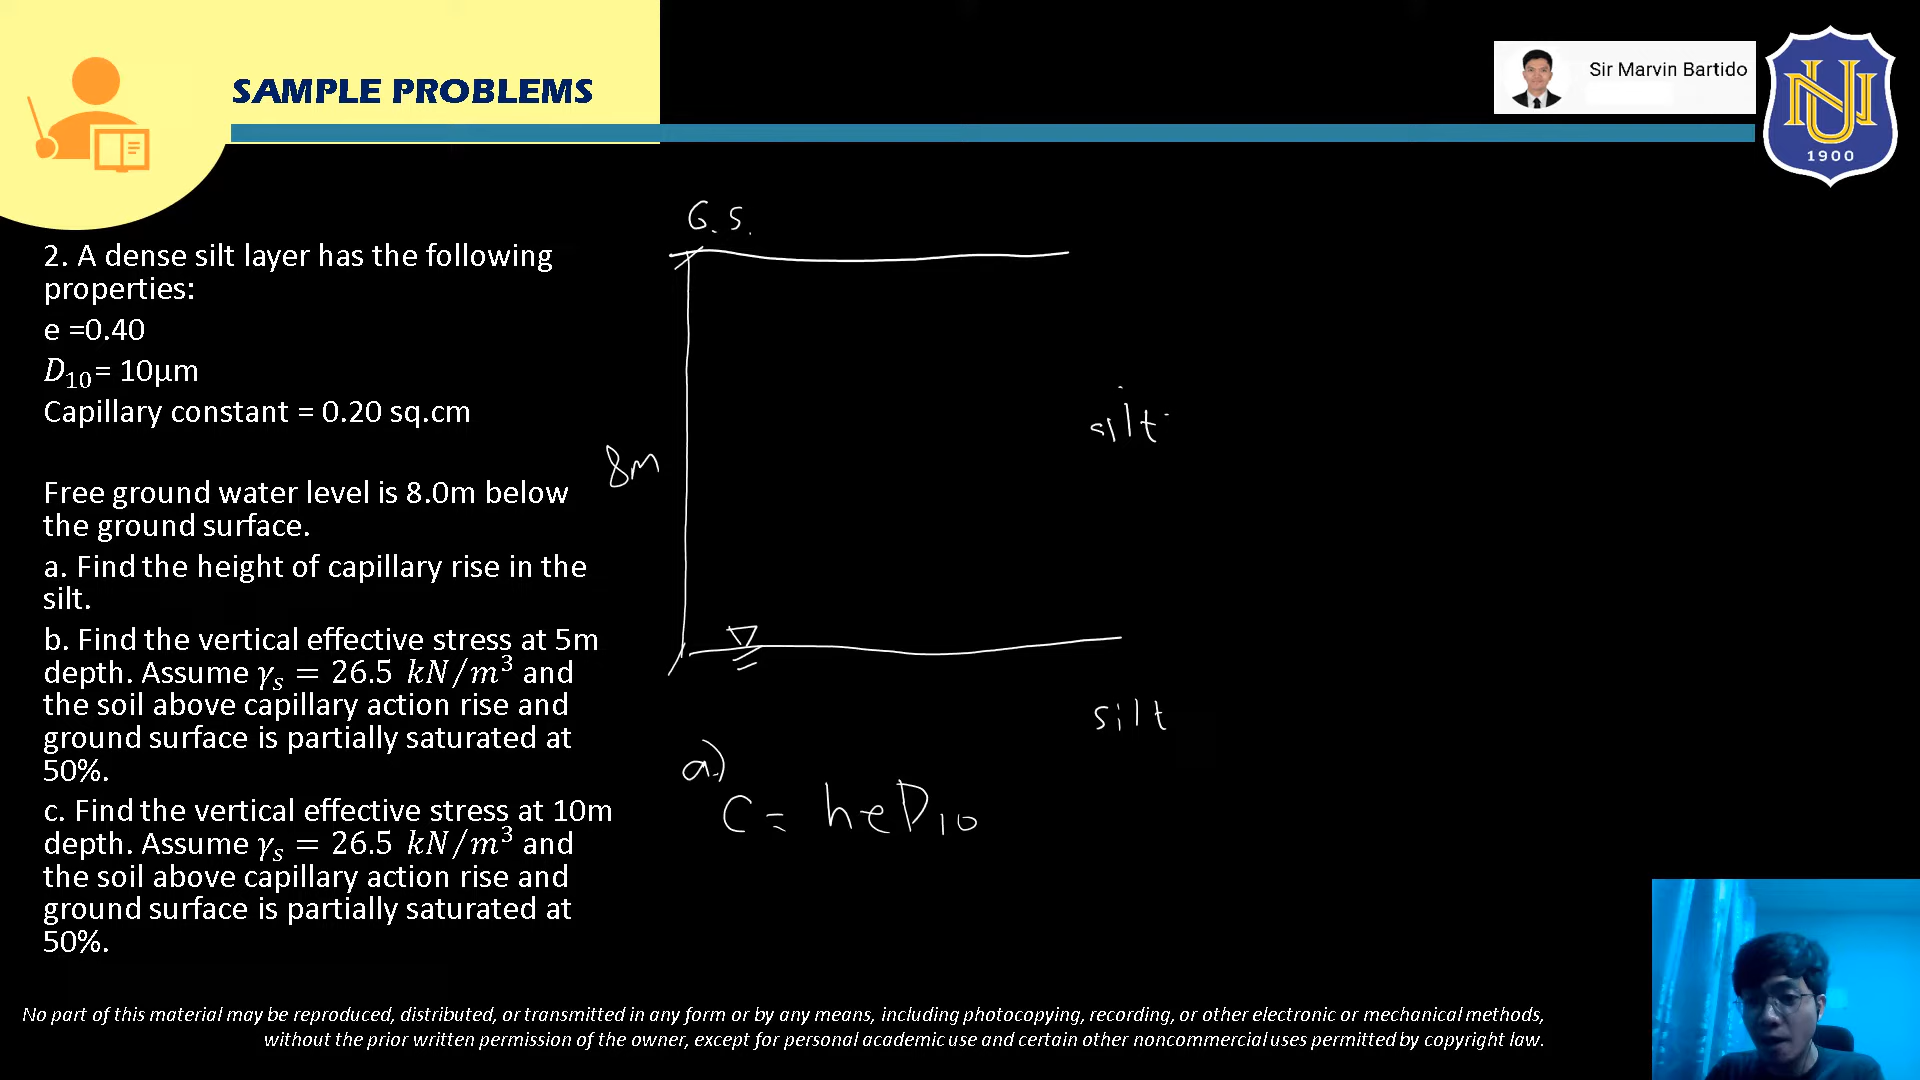 SAMPLE PROBLEMS
Sir Marvin Bartido
NU
1900
2. A dense silt layer has the following
properties:
e =0.40
D₁₀= 10μm
Capillary constant = 0.20 sq.cm
Free ground water level is 8.0m below
the ground surface.
a. Find the height of capillary rise in the
silt.
b. Find the vertical effective stress at 5m
depth. Assume γₛ = 26.5 kN/m³ and
the soil above capillary action rise and
ground surface is partially saturated at
50%.
c. Find the vertical effective stress at 10m
depth. Assume γₛ = 26.5 kN/m³ and
the soil above capillary action rise and
ground surface is partially saturated at
50%.
G.S.
8m
silt
silt
a.)
C = heD₁₀
No part of this material may be reproduced, distributed, or transmitted in any form or by any means, including photocopying, recording, or other electronic or mechanical methods,
without the prior written permission of the owner, except for personal academic use and certain other noncommercial uses permitted by copyright law.